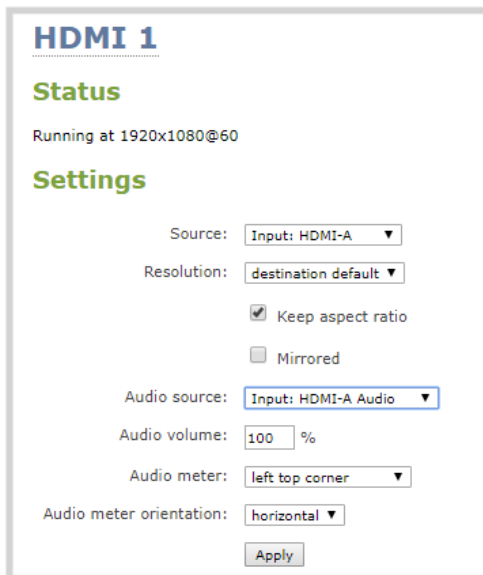 HDMI 1
Status
Running at 1920x1080@60
Settings
Source: Input: HDMI-A
Resolution: destination default
Keep aspect ratio
Mirrored
Audio source: Input: HDMI-A Audio
Audio volume: 100 %
Audio meter: left top corner
Audio meter orientation: horizontal
Apply